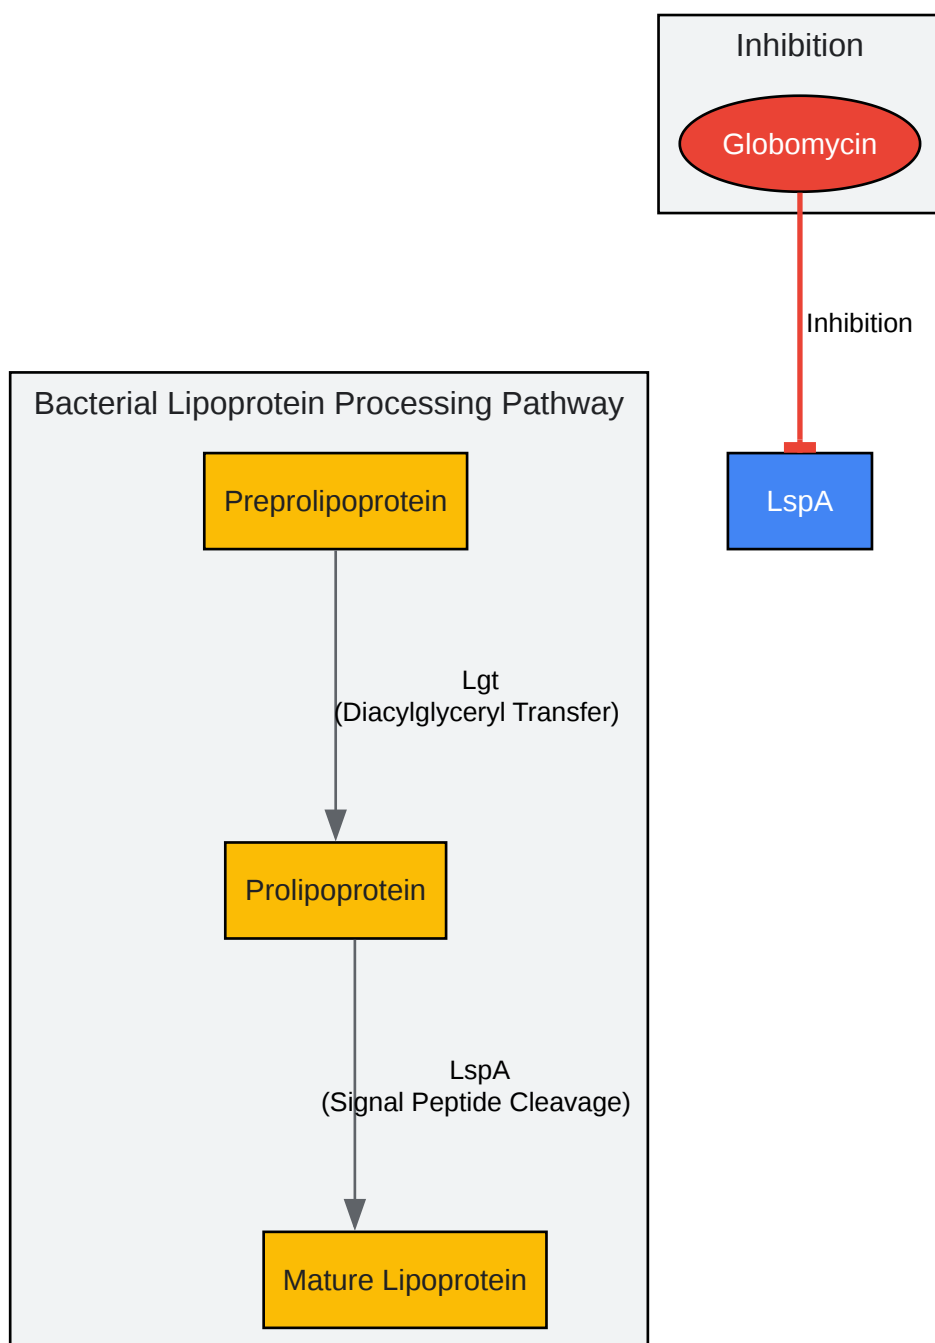 Inhibition
Globomycin
Inhibition
Bacterial Lipoprotein Processing Pathway
Preprolipoprotein
LspA
Lgt
(Diacylglyceryl Transfer)
Prolipoprotein
LspA
(Signal Peptide Cleavage)
Mature Lipoprotein